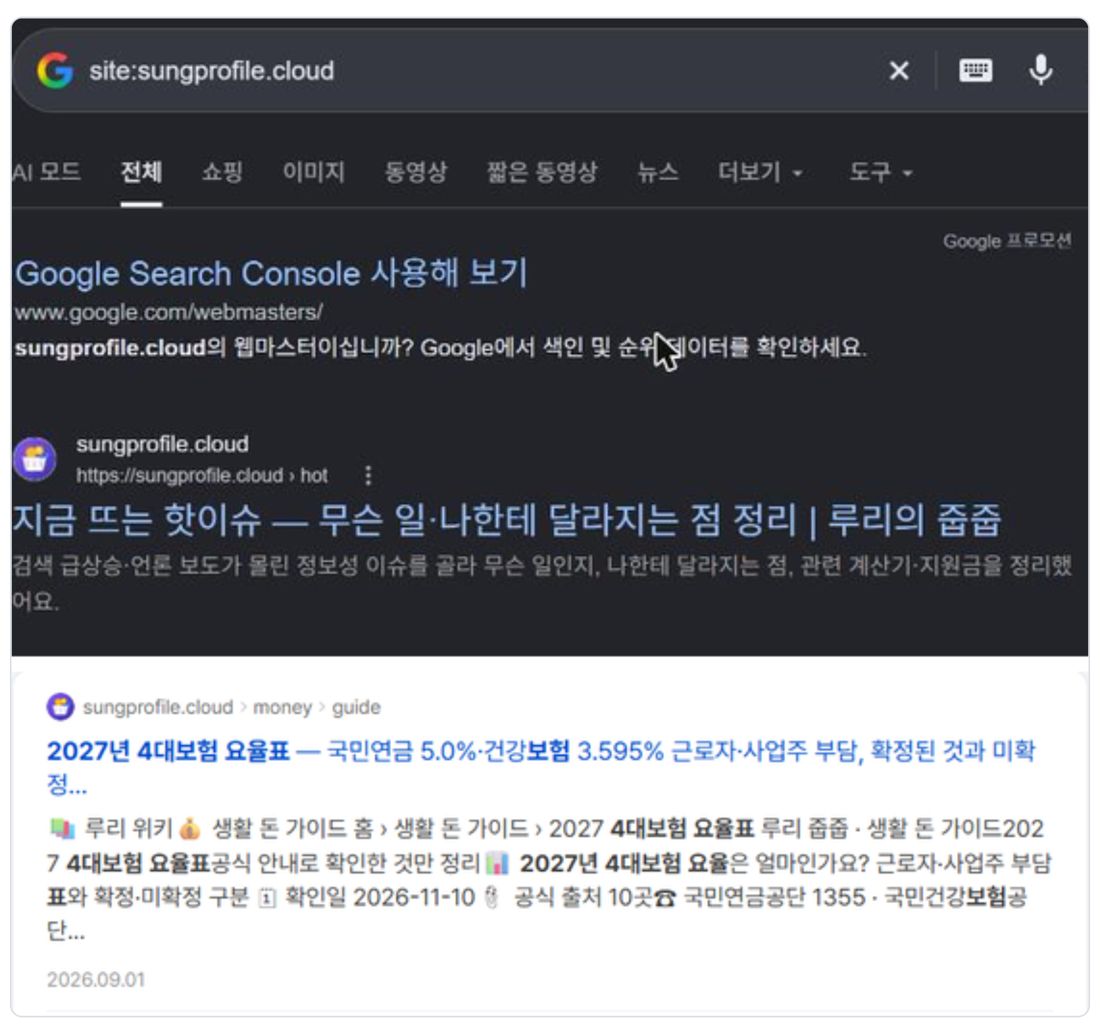 site:sungprofile.cloud
AI 모드 전체 쇼핑 이미지 동영상 짧은 동영상 뉴스 더보기 도구
Google 프로모션
Google Search Console 사용해 보기
www.google.com/webmasters/
sungprofile.cloud의 웹마스터이십니까? Google에서 색인 및 순위 데이터를 확인하세요.
sungprofile.cloud
https://sungprofile.cloud › hot
지금 뜨는 핫이슈 — 무슨 일·나한테 달라지는 점 정리 | 루리의 줍줍
검색 급상승·언론 보도가 몰린 정보성 이슈를 골라 무슨 일인지, 나한테 달라지는 점, 관련 계산기·지원금을 정리했
어요.
sungprofile.cloud › money › guide
2027년 4대보험 요율표 — 국민연금 5.0%·건강보험 3.595% 근로자·사업주 부담, 확정된 것과 미확
정...
루리 위키 💰 생활 돈 가이드 홈 › 생활 돈 가이드 › 2027 4대보험 요율표 루리 줍줍 · 생활 돈 가이드202
7 4대보험 요율표공식 안내로 확인한 것만 정리 📊 2027년 4대보험 요율은 얼마인가요? 근로자·사업주 부담
표와 확정·미확정 구분 🗓 확인일 2026-11-10 📎 공식 출처 10곳☎ 국민연금공단 1355 · 국민건강보험공
단...
2026.09.01